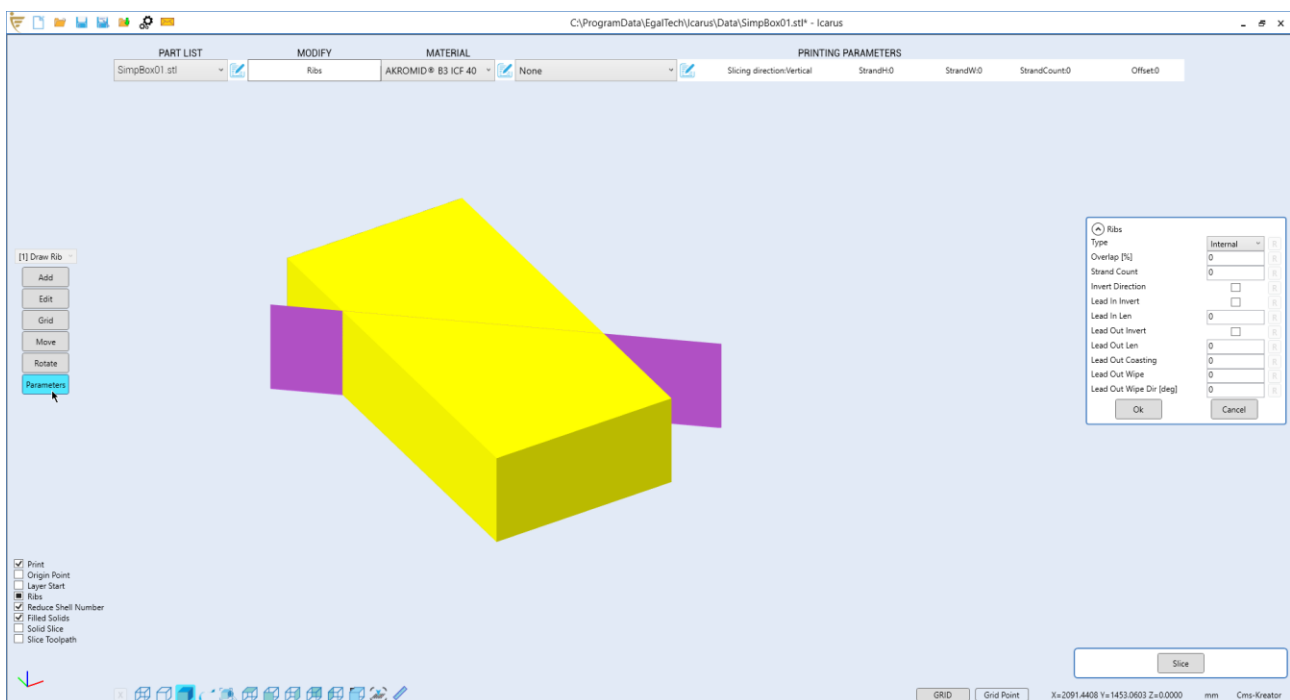 C:\ProgramData\EgalTech\Icarus\Data\SimpBox01.stl* - Icarus
PART LIST MODIFY MATERIAL PRINTING PARAMETERS
SimpBox01.stl Ribs AKROMID® B3 ICF 40 None Slicing direction:Vertical StrandH:0 StrandW:0 StrandCount:0 Offset:0
[1] Draw Rib
Add
Edit
Grid
Move
Rotate
Parameters
Ribs
Type Internal R
Overlap [%] 0 R
Strand Count 0 R
Invert Direction R
Lead In Invert R
Lead In Len 0 R
Lead Out Invert R
Lead Out Len 0 R
Lead Out Coasting 0 R
Lead Out Wipe 0 R
Lead Out Wipe Dir [deg] 0 R
Ok Cancel
Print
Origin Point
Layer Start
Ribs
Reduce Shell Number
Filled Solids
Solid Slice
Slice Toolpath
Slice
GRID Grid Point X=2091.4408 Y=1453.0603 Z=0.0000 mm Cms-Kreator